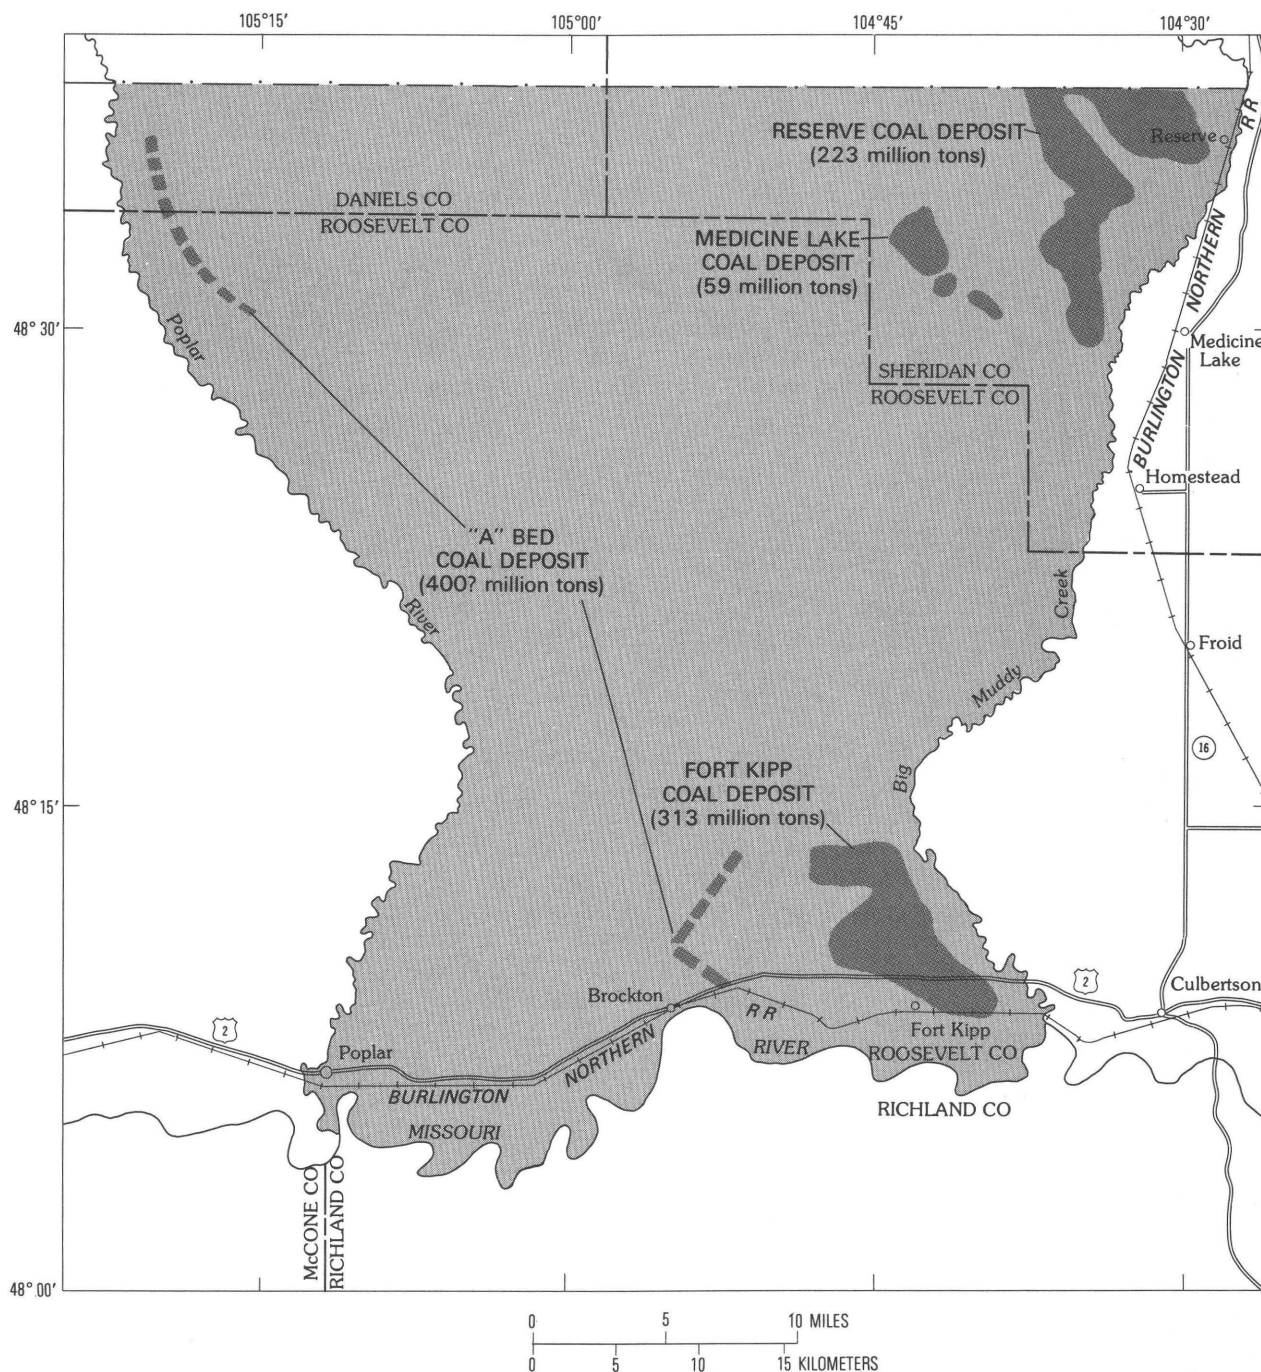 105°15′ 105°00′ 104°45′ 104°30′
RESERVE COAL DEPOSIT
(223 million tons)
Reserve
RR
DANIELS CO
ROOSEVELT CO
MEDICINE LAKE
COAL DEPOSIT
(59 million tons)
BURLINGTON NORTHERN
48°30′
Poplar
Medicine
Lake
SHERIDAN CO
ROOSEVELT CO
Homestead
"A" BED
COAL DEPOSIT
(400? million tons)
River
Creek
Froid
Muddy
16
Big
FORT KIPP
COAL DEPOSIT
(313 million tons)
48°15′
Brockton
2
Culbertson
RR
Fort Kipp
ROOSEVELT CO
RIVER
2
Poplar
NORTHERN
BURLINGTON
MISSOURI
RICHLAND CO
McCONE CO
RICHLAND CO
48°00′
0 5 10 MILES
0 5 10 15 KILOMETERS